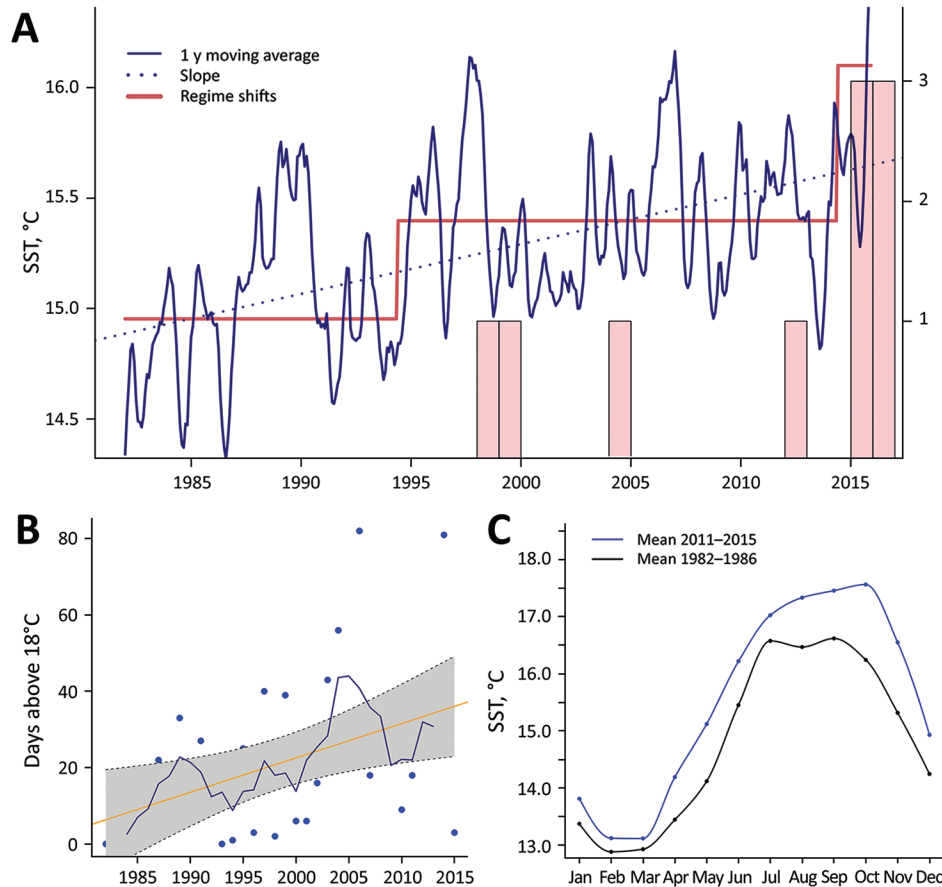 A
1 y moving average
Slope
Regime shifts
SST, °C
16.0
15.5
15.0
14.5
3
2
1
1985
1990
1995
2000
2005
2010
2015
B
Days above 18°C
80
60
40
20
0
1985
1990
1995
2000
2005
2010
2015
C
Mean 2011–2015
Mean 1982–1986
SST, °C
18.0
17.0
16.0
15.0
14.0
13.0
Jan Feb Mar Apr May Jun Jul Aug Sep Oct Nov Dec